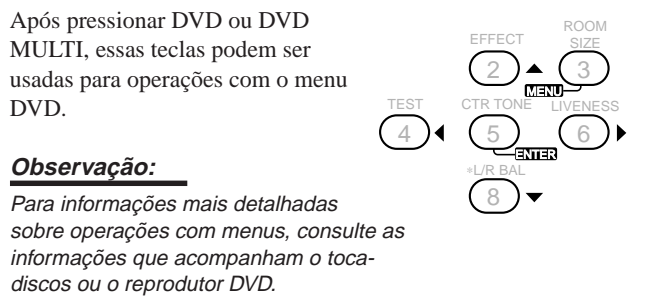 Após pressionar DVD ou DVD
MULTI, essas teclas podem ser
usadas para operações com o menu
DVD.
Observação:
Para informações mais detalhadas
sobre operações com menus, consulte as
informações que acompanham o toca-
discos ou o reprodutor DVD.
EFFECT
ROOM
SIZE
2
3
MENU
TEST
CTR TONE
LIVENESS
4
5
6
ENTER
*L/R BAL
8